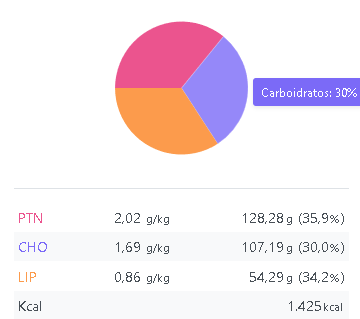 Carboidratos: 30%
PTN 2,02 g/kg 128,28 g (35,9%)
CHO 1,69 g/kg 107,19 g (30,0%)
LIP 0,86 g/kg 54,29 g (34,2%)
Kcal 1.425 kcal